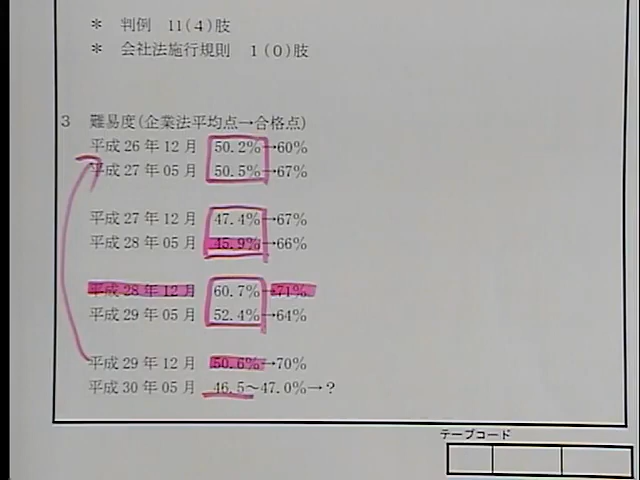 ＊ 判例 11(4)肢
＊ 会社法施行規則 1(0)肢
3 難易度(企業法平均点→合格点)
平成26年12月 50.2%→60%
平成27年05月 50.5%→67%
平成27年12月 47.4%→67%
平成28年05月 45.9%→66%
平成28年12月 60.7%→71%
平成29年05月 52.4%→64%
平成29年12月 50.6%→70%
平成30年05月 46.5～47.0%→？
テープコード